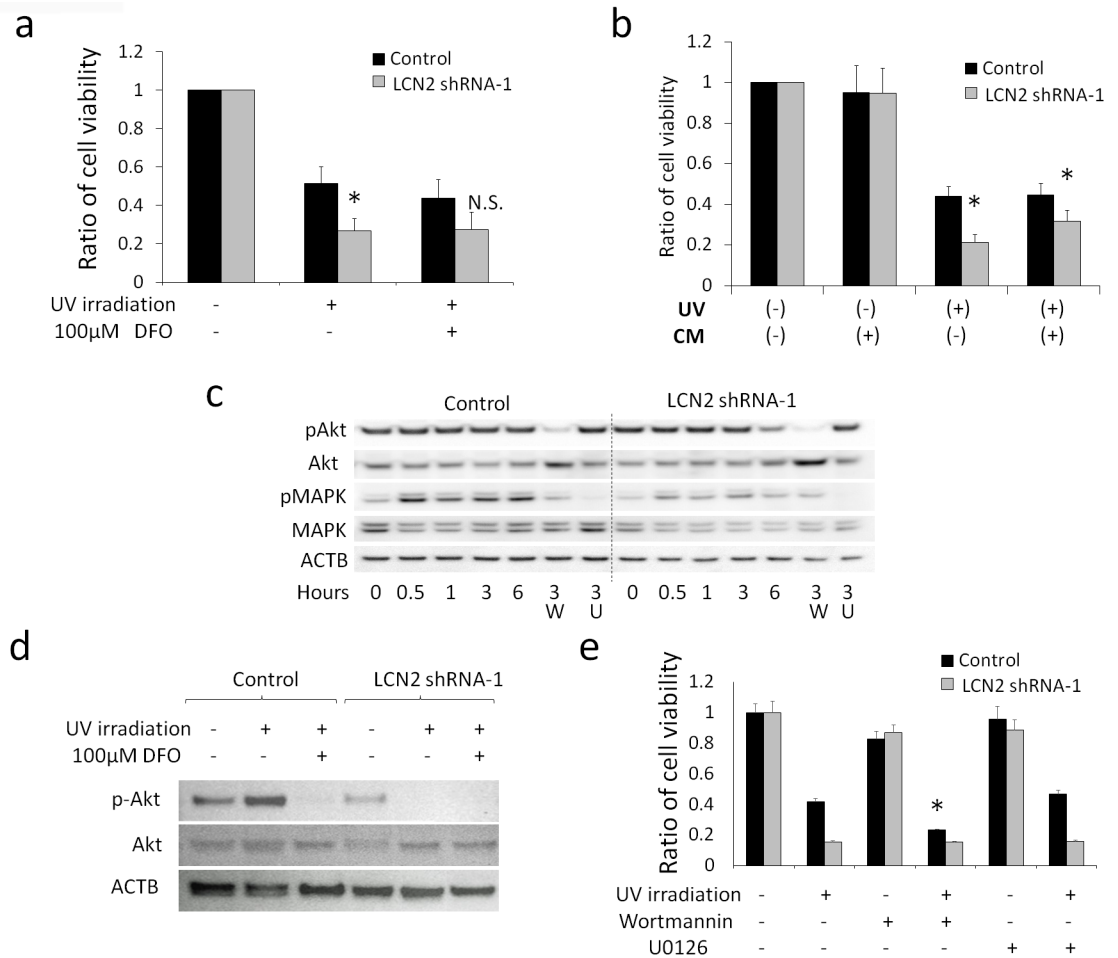 a
Ratio of cell viability
1.2
1
0.8
0.6
0.4
0.2
0
Control
LCN2 shRNA-1
*
N.S.
UV irradiation - + +
100µM DFO - - +
b
Ratio of cell viability
1.2
1
0.8
0.6
0.4
0.2
0
Control
LCN2 shRNA-1
*
*
UV (-) (-) (+) (+)
CM (-) (+) (-) (+)
c
Control LCN2 shRNA-1
pAkt
Akt
pMAPK
MAPK
ACTB
Hours 0 0.5 1 3 6 3 3 0 0.5 1 3 6 3 3
W U W U
d
Control LCN2 shRNA-1
UV irradiation - + + - + +
100µM DFO - - + - - +
p-Akt
Akt
ACTB
e
Ratio of cell viability
1.2
1
0.8
0.6
0.4
0.2
0
Control
LCN2 shRNA-1
*
UV irradiation - + - + - +
Wortmannin - - + + - -
U0126 - - - - + +